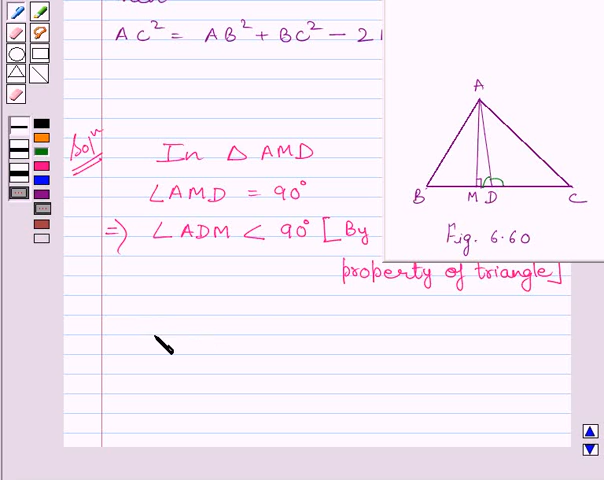 AC² = AB² + BC² - 2
A
B M D C
Fig. 6.60
Solⁿ
In △ AMD
∠AMD = 90°
⇒ ∠ADM < 90° [By
property of triangle]